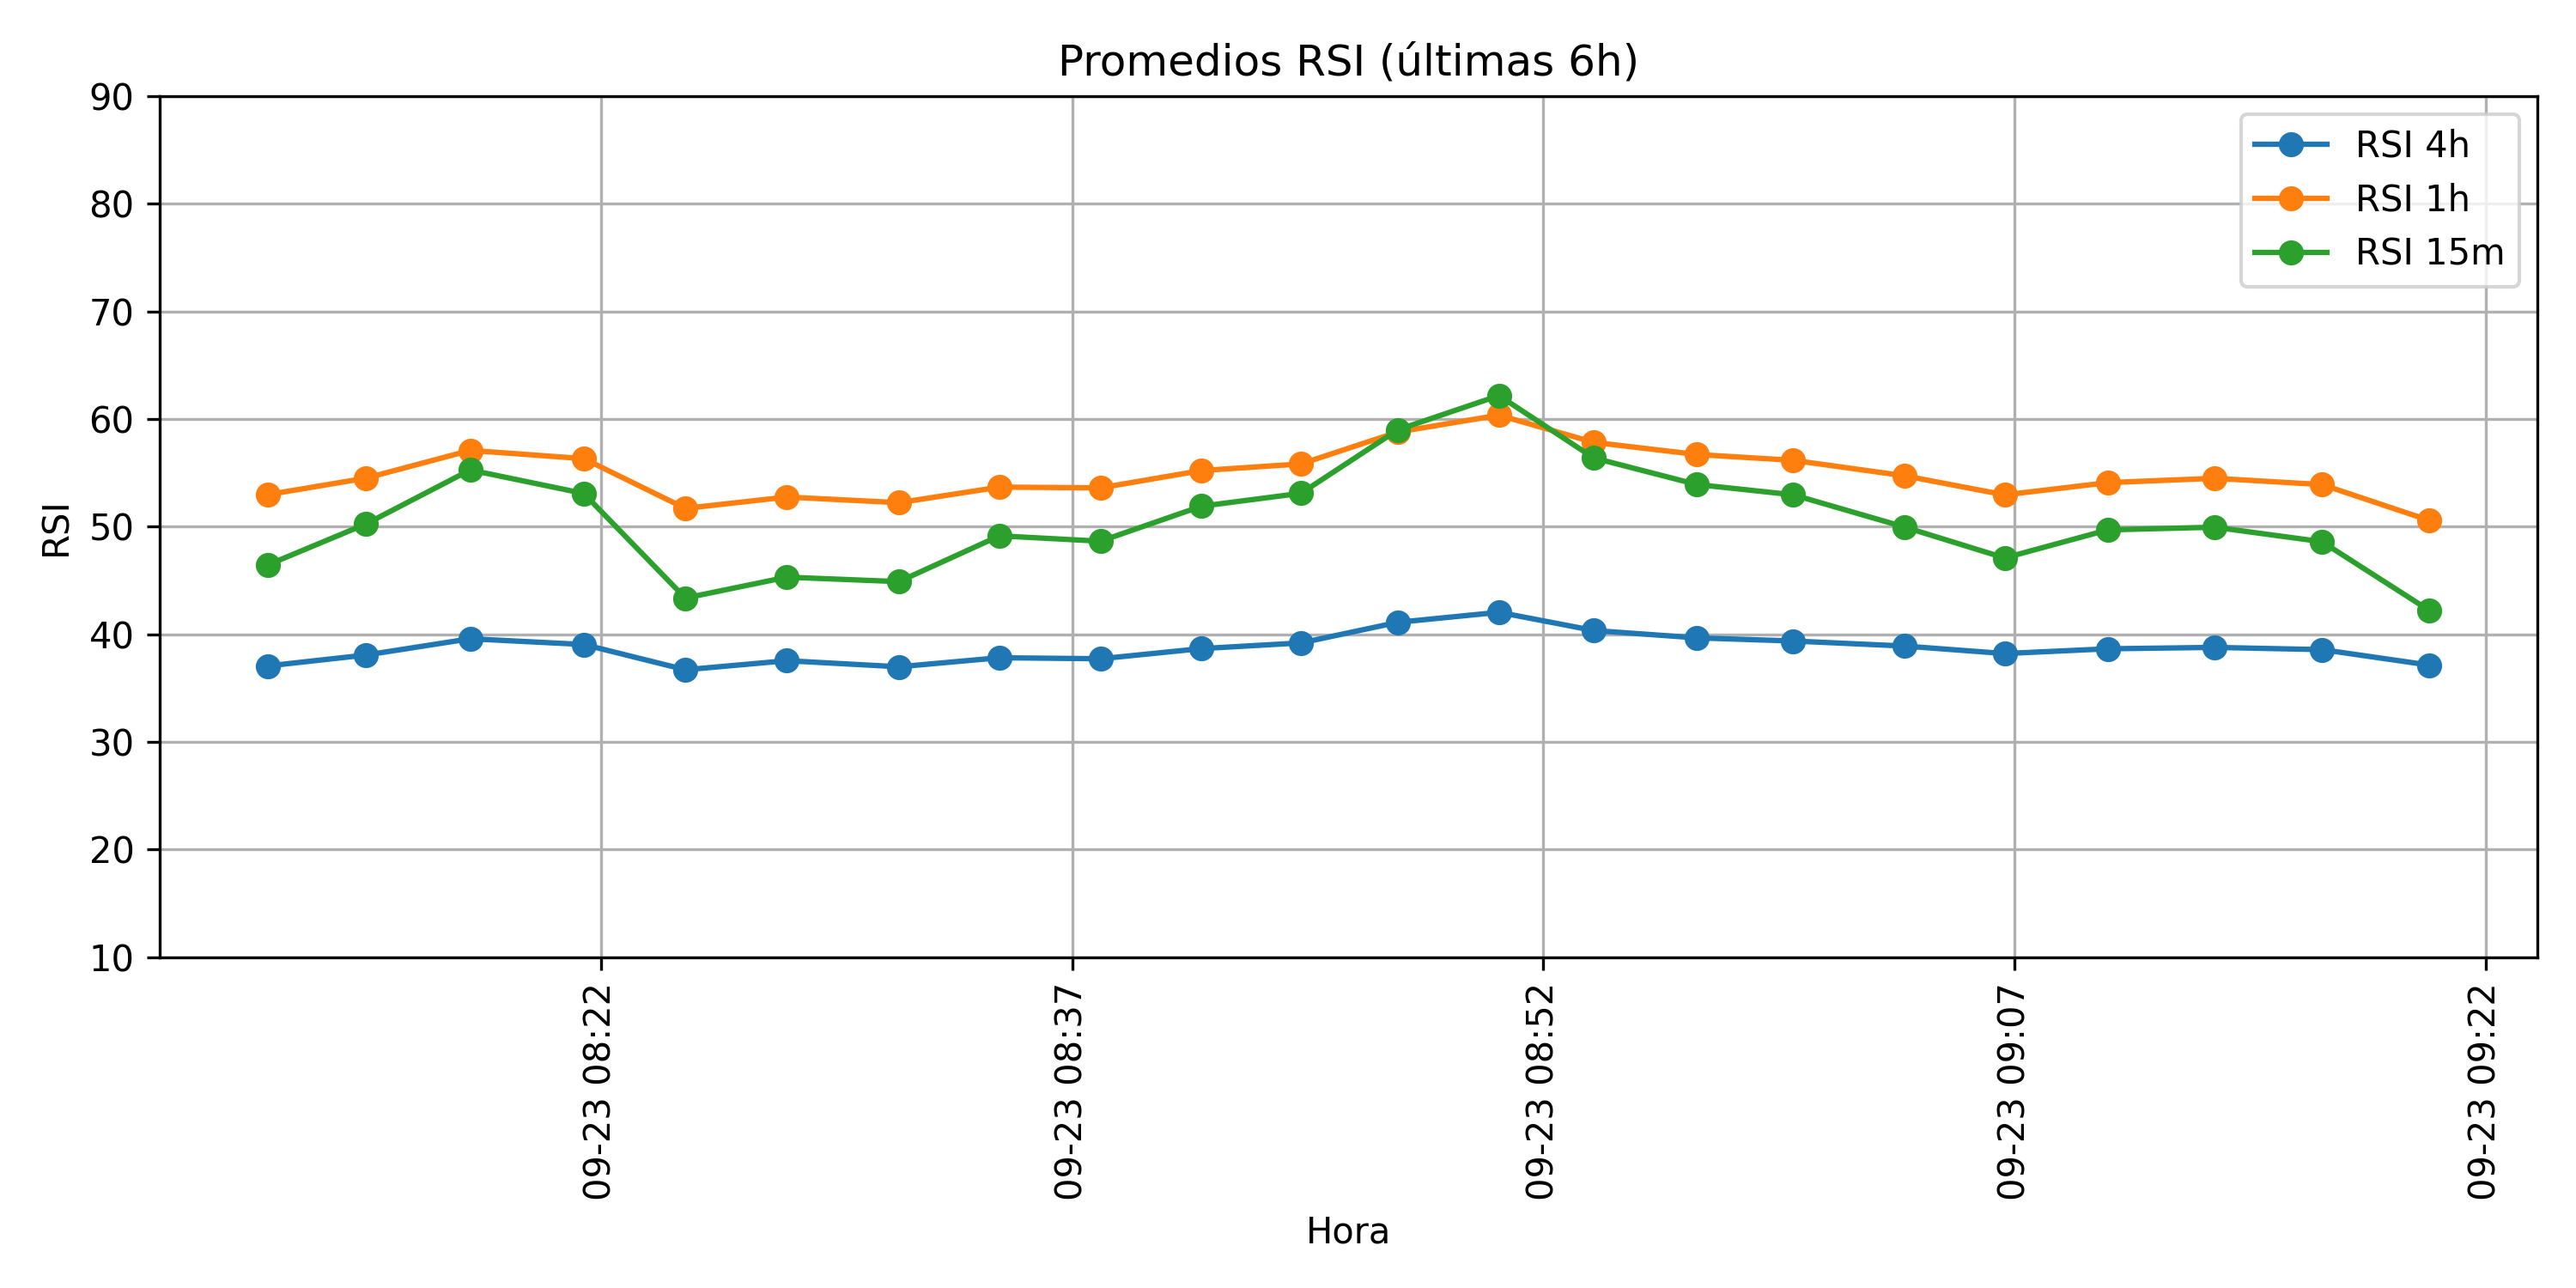 Promedios RSI (últimas 6h)
90
80
70
60
50
40
30
20
10
RSI
RSI 4h
RSI 1h
RSI 15m
09-23 08:22
09-23 08:37
09-23 08:52
09-23 09:07
09-23 09:22
Hora